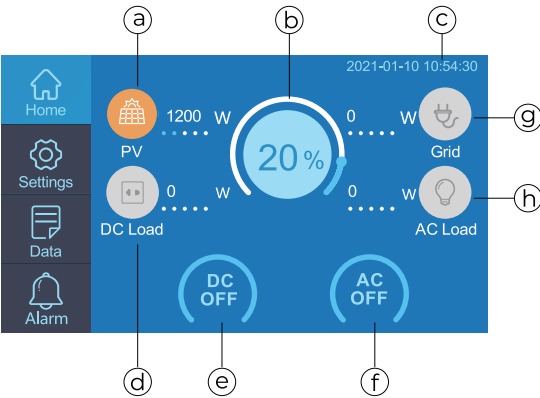 a
b
c
2021-01-10 10:54:30
Home
1200 W
0 W
g
PV
20 %
Grid
Settings
0 W
0 W
h
DC Load
AC Load
Data
DC
OFF
AC
OFF
Alarm
d
e
f